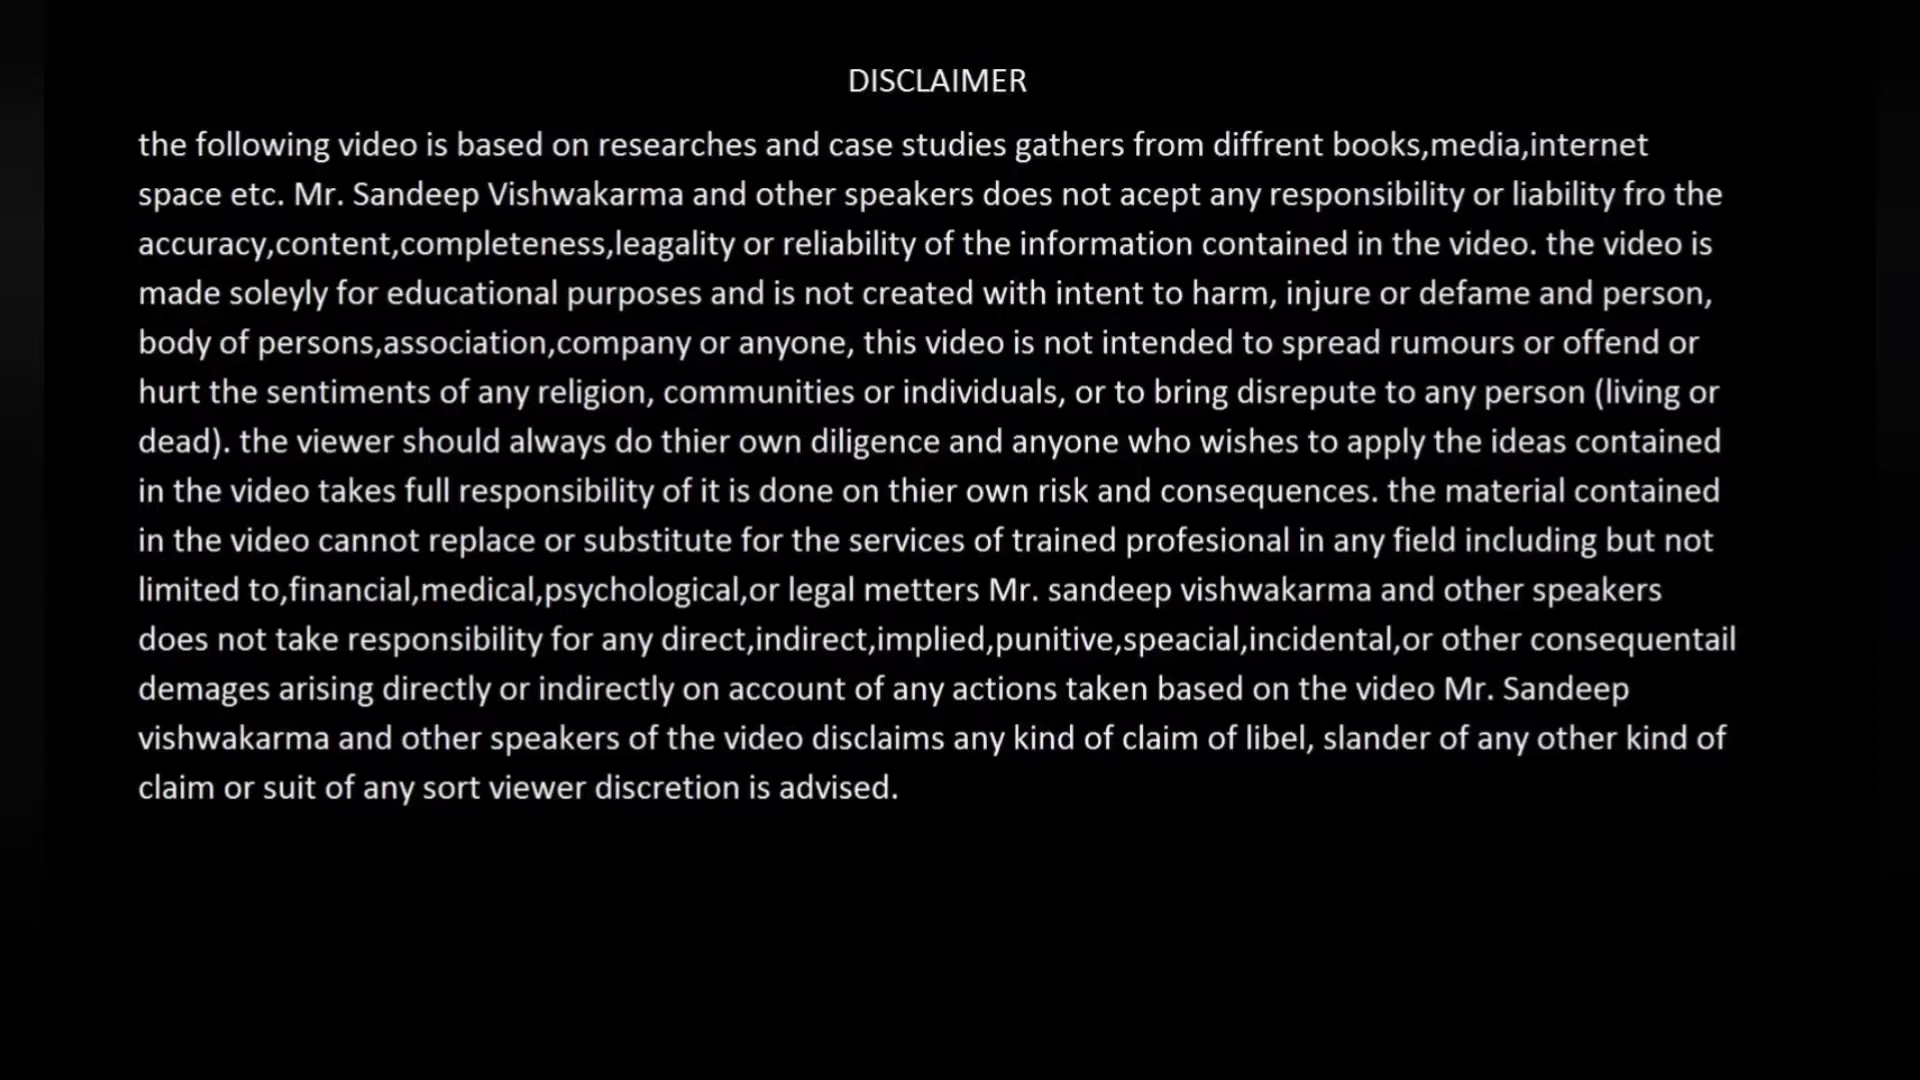 DISCLAIMER
the following video is based on researches and case studies gathers from diffrent books,media,internet
space etc. Mr. Sandeep Vishwakarma and other speakers does not acept any responsibility or liability fro the
accuracy,content,completeness,leagality or reliability of the information contained in the video. the video is
made soleyly for educational purposes and is not created with intent to harm, injure or defame and person,
body of persons,association,company or anyone, this video is not intended to spread rumours or offend or
hurt the sentiments of any religion, communities or individuals, or to bring disrepute to any person (living or
dead). the viewer should always do thier own diligence and anyone who wishes to apply the ideas contained
in the video takes full responsibility of it is done on thier own risk and consequences. the material contained
in the video cannot replace or substitute for the services of trained profesional in any field including but not
limited to,financial,medical,psychological,or legal metters Mr. sandeep vishwakarma and other speakers
does not take responsibility for any direct,indirect,implied,punitive,speacial,incidental,or other consequentail
demages arising directly or indirectly on account of any actions taken based on the video Mr. Sandeep
vishwakarma and other speakers of the video disclaims any kind of claim of libel, slander of any other kind of
claim or suit of any sort viewer discretion is advised.